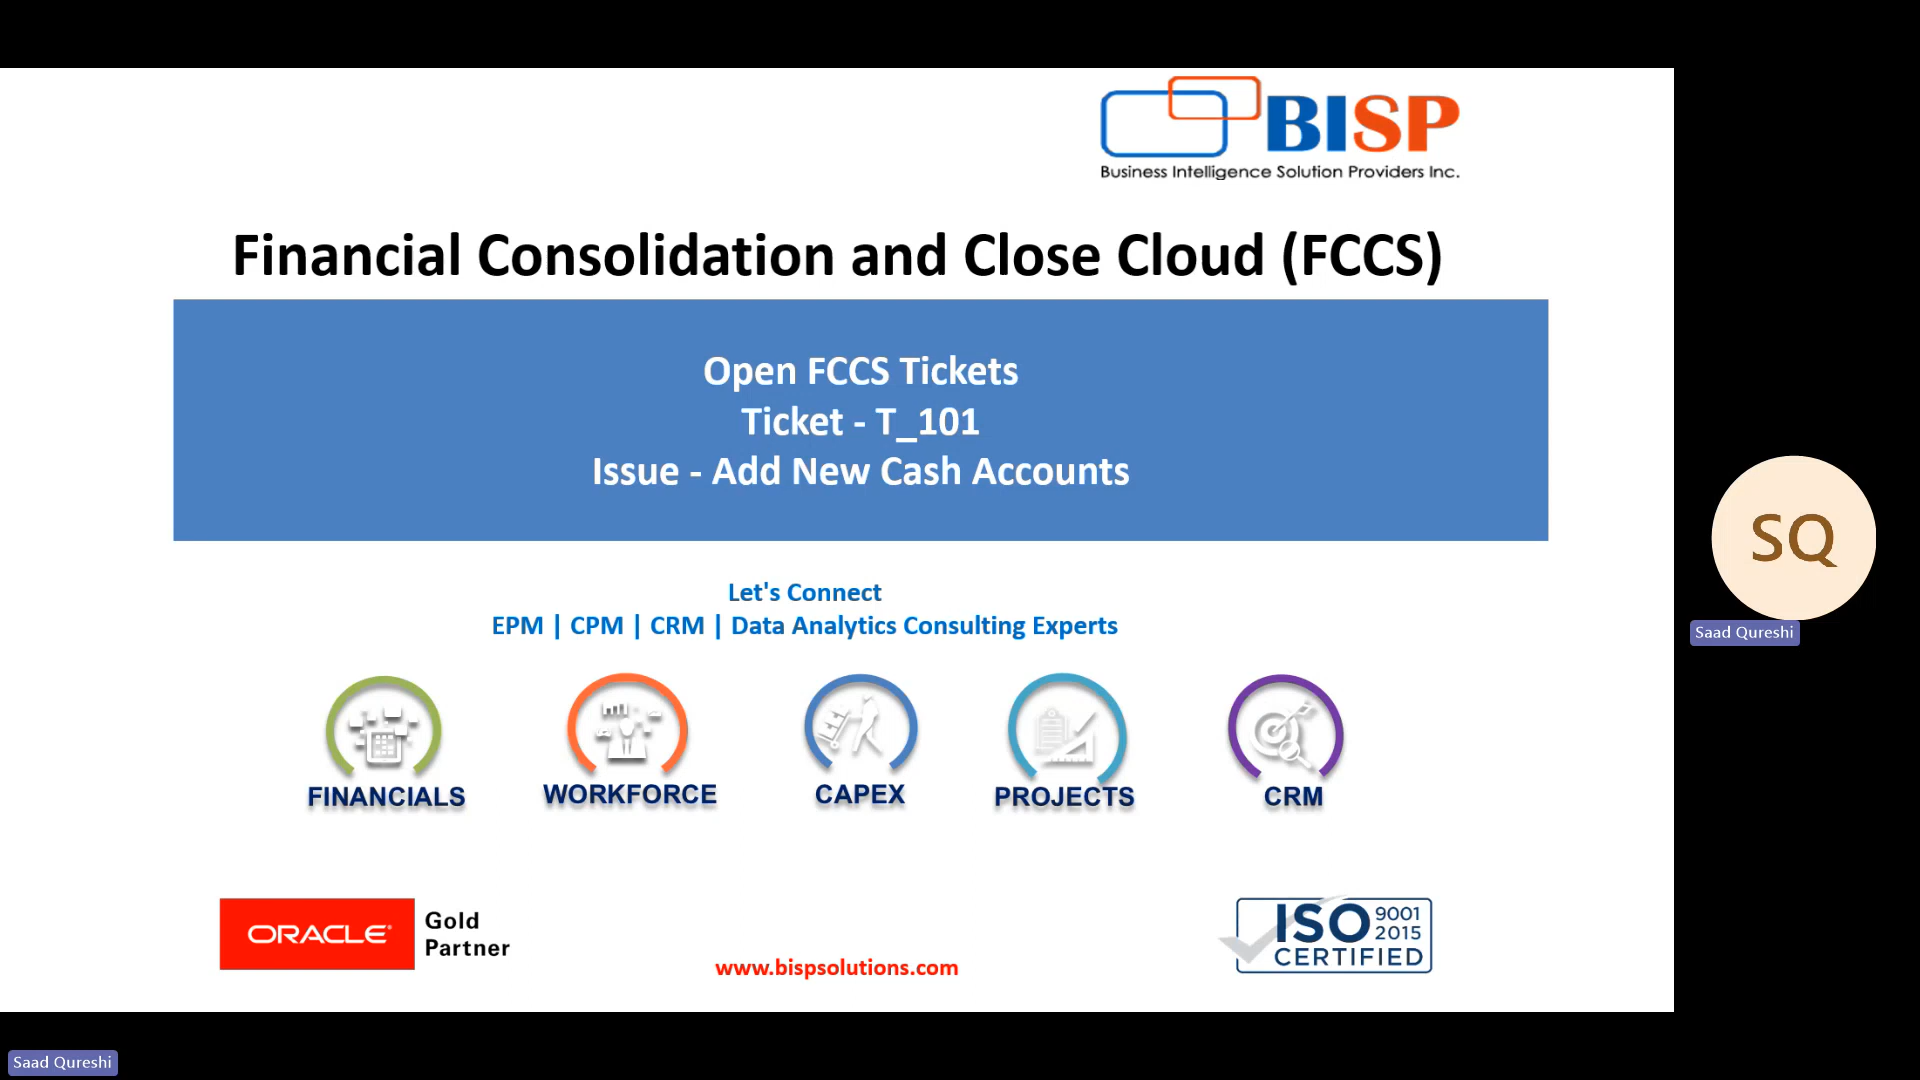 BISP
Business Intelligence Solution Providers Inc.
Financial Consolidation and Close Cloud (FCCS)
Open FCCS Tickets
Ticket - T_101
Issue - Add New Cash Accounts
Let's Connect
EPM | CPM | CRM | Data Analytics Consulting Experts
FINANCIALS
WORKFORCE
CAPEX
PROJECTS
CRM
ORACLE®
Gold
Partner
www.bispsolutions.com
ISO 9001
2015
CERTIFIED
SQ
Saad Qureshi
Saad Qureshi